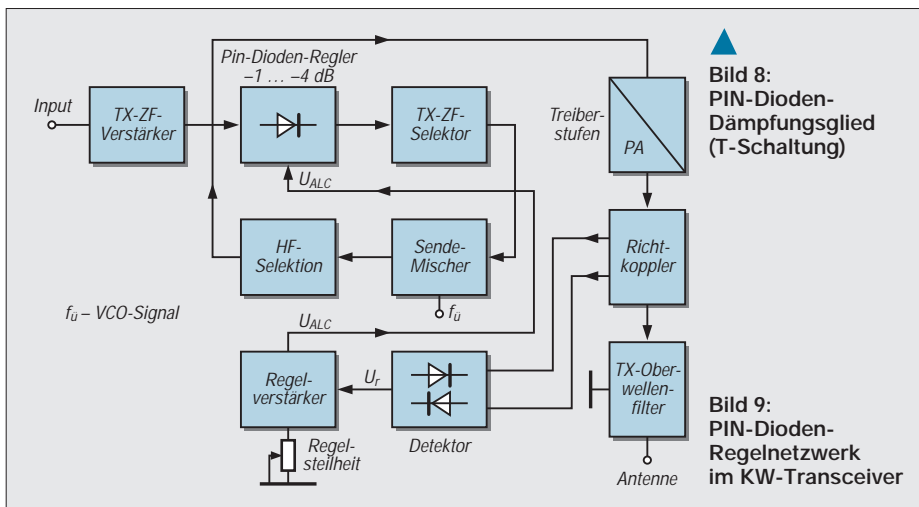 Pin-Dioden-Regler
–1 ... –4 dB
Input
TX-ZF-
Verstärker
TX-ZF-
Selektor
Treiber-
stufen
PA
U_ALC
HF-
Selektion
Sende-
Mischer
f_ü
Richt-
koppler
f_ü – VCO-Signal
U_ALC
Regel-
verstärker
U_r
Detektor
Regel-
steilheit
TX-Ober-
wellen-
filter
Antenne
Bild 8:
PIN-Dioden-
Dämpfungsglied
(T-Schaltung)
Bild 9:
PIN-Dioden-
Regelnetzwerk
im KW-Transceiver